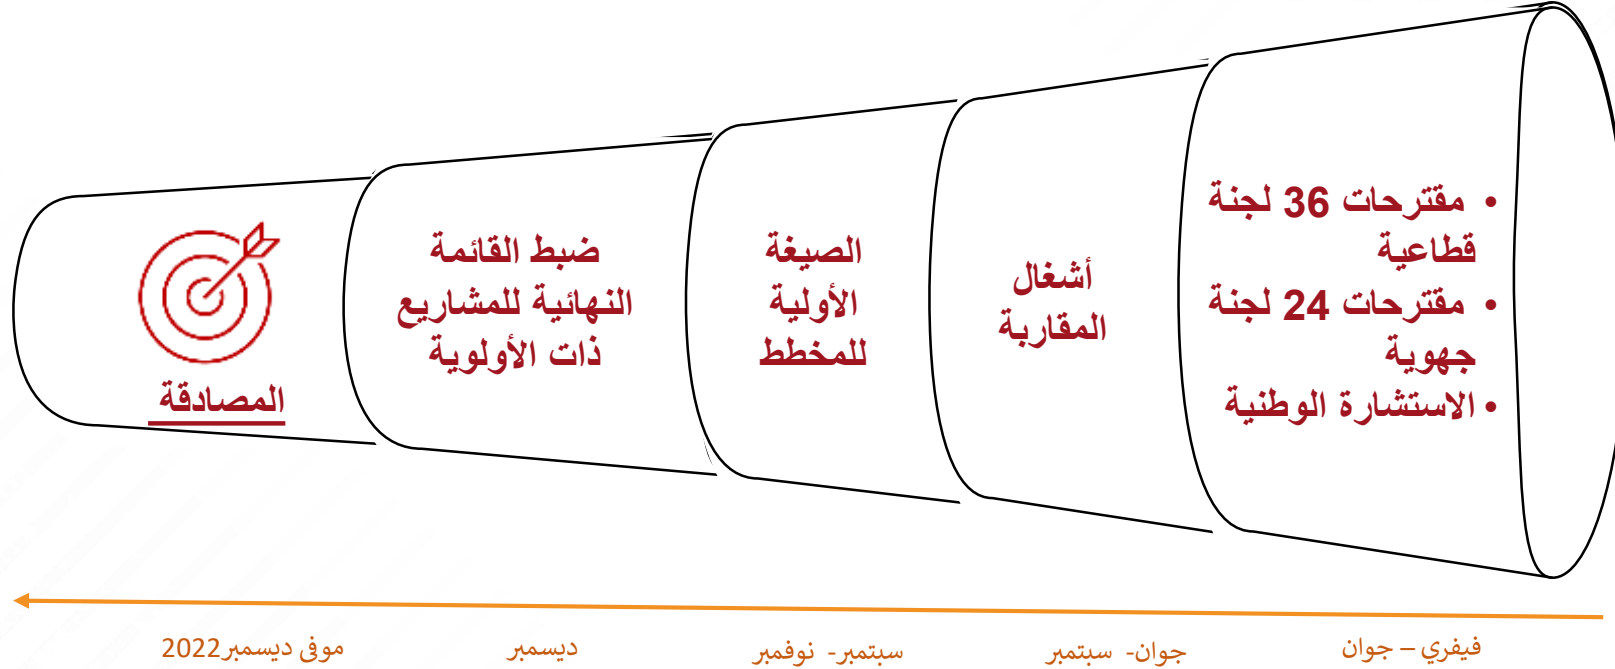 • مقترحات 36 لجنة
قطاعية
• مقترحات 24 لجنة
جهوية
• الاستشارة الوطنية
أشغال
المقاربة
الصيغة
الأولية
للمخطط
ضبط القائمة
النهائية للمشاريع
ذات الأولوية
المصادقة
فيفري – جوان
جوان- سبتمبر
سبتمبر- نوفمبر
ديسمبر
موفى ديسمبر2022